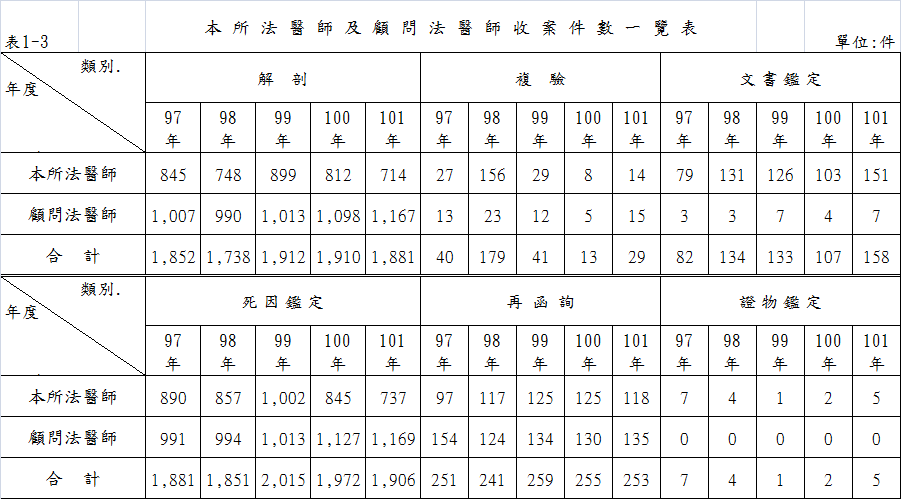 本所法醫師及顧問法醫師收案件數一覽表
表1-3 單位:件
類別. 年度 解剖 複驗 文書鑑定
97年 98年 99年 100年 101年 97年 98年 99年 100年 101年 97年 98年 99年 100年 101年
本所法醫師 845 748 899 812 714 27 156 29 8 14 79 131 126 103 151
顧問法醫師 1,007 990 1,013 1,098 1,167 13 23 12 5 15 3 3 7 4 7
合計 1,852 1,738 1,912 1,910 1,881 40 179 41 13 29 82 134 133 107 158
類別. 年度 死因鑑定 再函詢 證物鑑定
97年 98年 99年 100年 101年 97年 98年 99年 100年 101年 97年 98年 99年 100年 101年
本所法醫師 890 857 1,002 845 737 97 117 125 125 118 7 4 1 2 5
顧問法醫師 991 994 1,013 1,127 1,169 154 124 134 130 135 0 0 0 0 0
合計 1,881 1,851 2,015 1,972 1,906 251 241 259 255 253 7 4 1 2 5